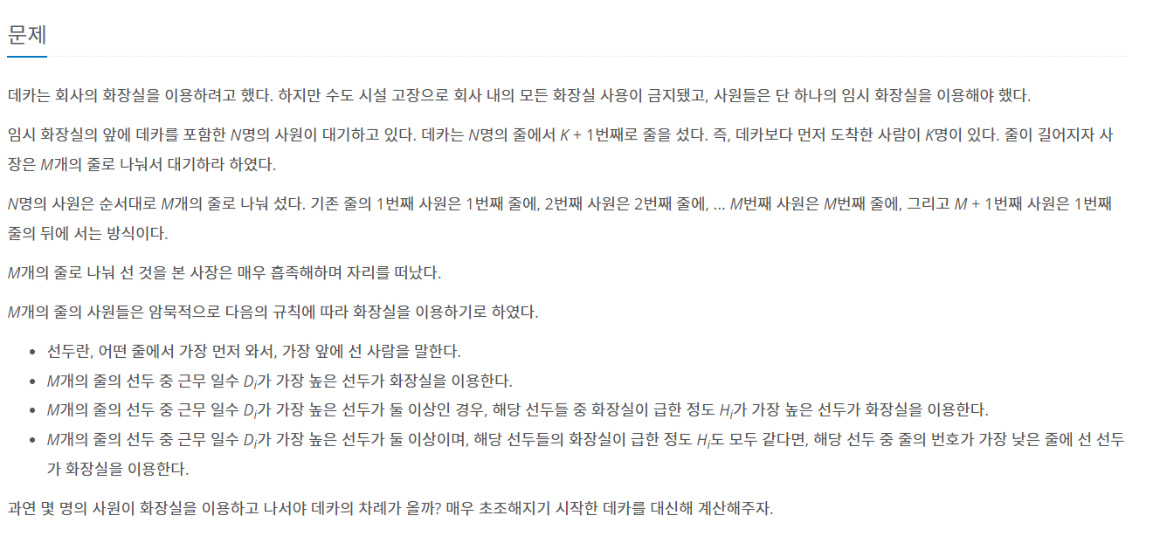 문제
데카는 회사의 화장실을 이용하려고 했다. 하지만 수도 시설 고장으로 회사 내의 모든 화장실 사용이 금지됐고, 사원들은 단 하나의 임시 화장실을 이용해야 했다.
임시 화장실의 앞에 데카를 포함한 N명의 사원이 대기하고 있다. 데카는 N명의 줄에서 K + 1번째로 줄을 섰다. 즉, 데카보다 먼저 도착한 사람이 K명이 있다. 줄이 길어지자 사
장은 M개의 줄로 나눠서 대기하라 하였다.
N명의 사원은 순서대로 M개의 줄로 나눠 섰다. 기존 줄의 1번째 사원은 1번째 줄에, 2번째 사원은 2번째 줄에, ... M번째 사원은 M번째 줄에, 그리고 M + 1번째 사원은 1번째
줄의 뒤에 서는 방식이다.
M개의 줄로 나눠 선 것을 본 사장은 매우 흡족해하며 자리를 떠났다.
M개의 줄의 사원들은 암묵적으로 다음의 규칙에 따라 화장실을 이용하기로 하였다.
• 선두란, 어떤 줄에서 가장 먼저 와서, 가장 앞에 선 사람을 말한다.
• M개의 줄의 선두 중 근무 일수 Di가 가장 높은 선두가 화장실을 이용한다.
• M개의 줄의 선두 중 근무 일수 Di가 가장 높은 선두가 둘 이상인 경우, 해당 선두들 중 화장실이 급한 정도 Hi가 가장 높은 선두가 화장실을 이용한다.
• M개의 줄의 선두 중 근무 일수 Di가 가장 높은 선두가 둘 이상이며, 해당 선두들의 화장실이 급한 정도 Hi도 모두 같다면, 해당 선두 중 줄의 번호가 가장 낮은 줄에 선 선두
가 화장실을 이용한다.
과연 몇 명의 사원이 화장실을 이용하고 나서야 데카의 차례가 올까? 매우 초조해지기 시작한 데카를 대신해 계산해주자.